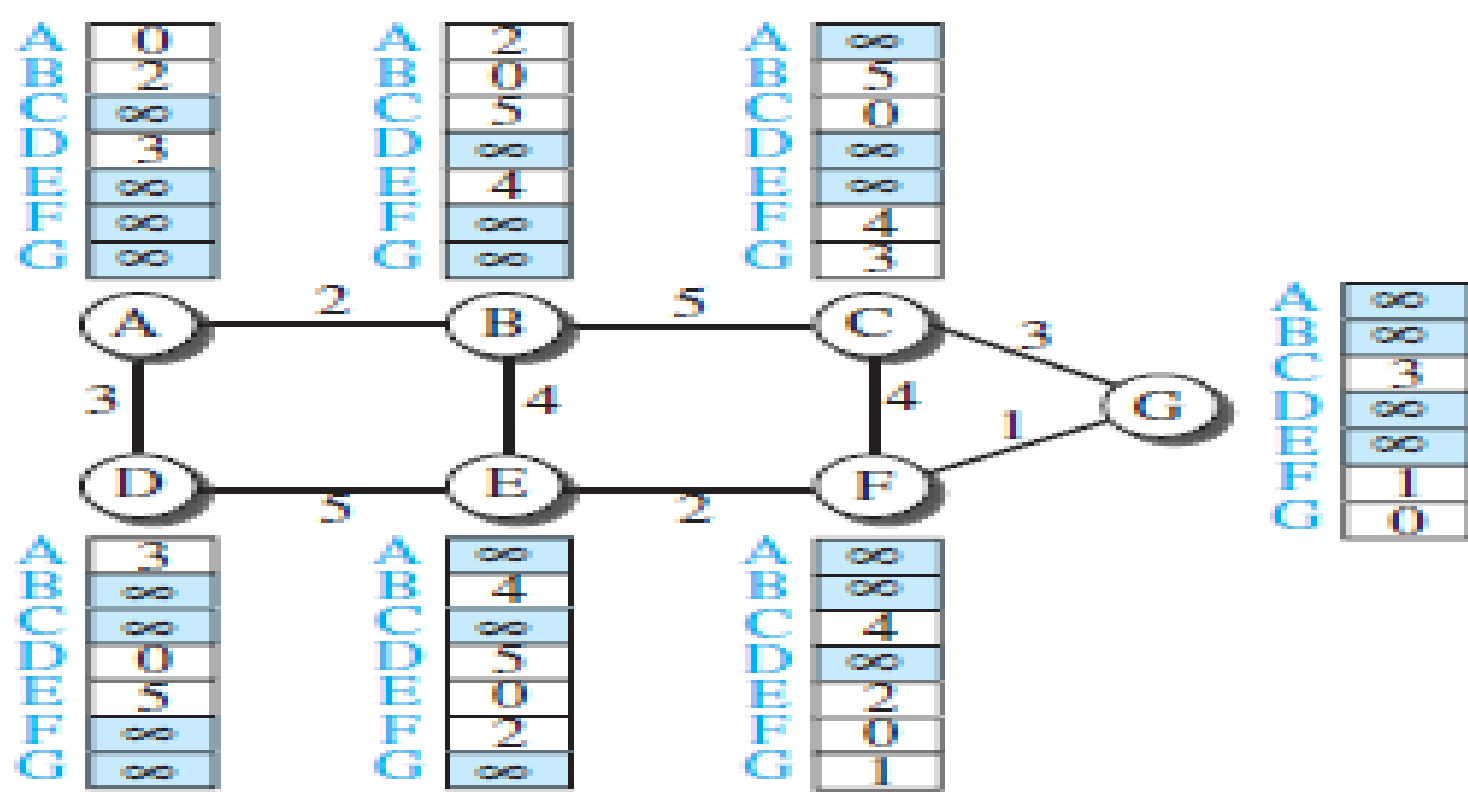 A 0 A 2 A ∞
B 2 B 0 B 5
C ∞ C 5 C 0
D 3 D ∞ D ∞
E ∞ E 4 E ∞
F ∞ F ∞ F 4
G ∞ G ∞ G 3
A 2 B 5 C 3
3 4 4 1 G
D 5 E 2 F
A ∞
B ∞
C 3
D ∞
E ∞
F 1
G 0
A 3 A ∞ A ∞
B ∞ B 4 B ∞
C ∞ C ∞ C 4
D 0 D 5 D ∞
E 5 E 0 E 2
F ∞ F 2 F 0
G ∞ G ∞ G 1